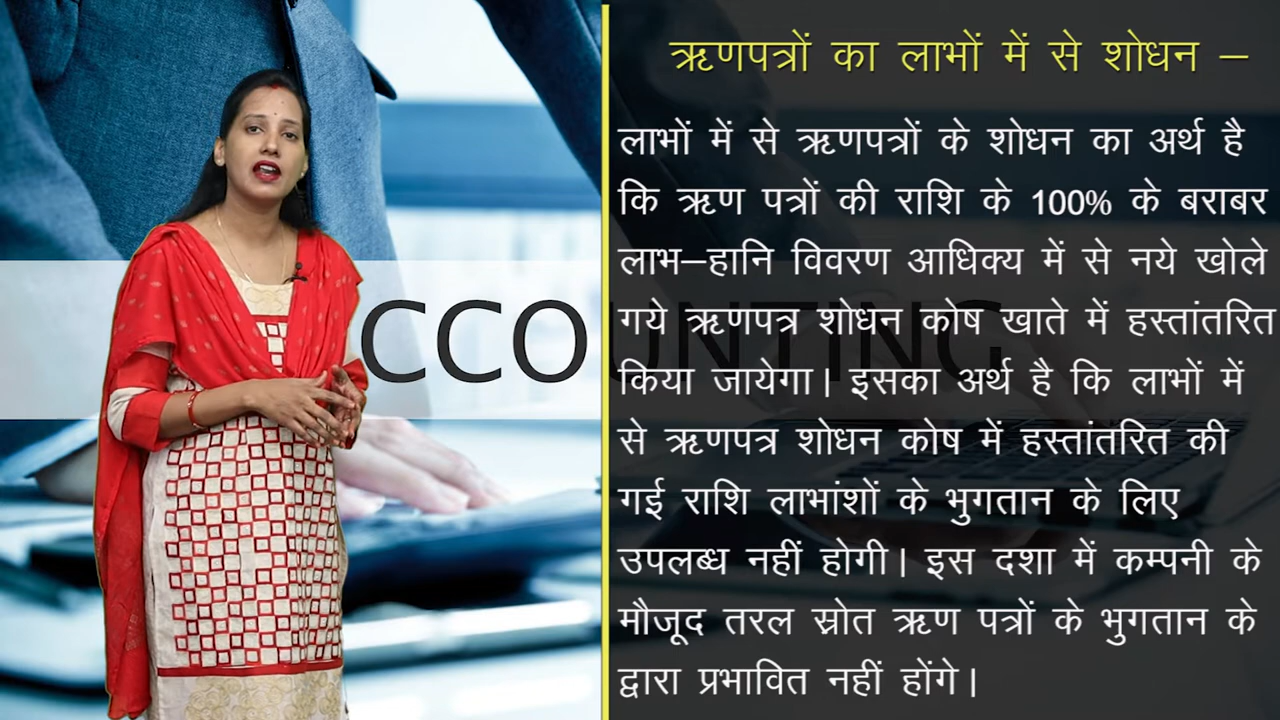 ऋणपत्रों का लाभों में से शोधन –
लाभों में से ऋणपत्रों के शोधन का अर्थ है
कि ऋण पत्रों की राशि के 100% के बराबर
लाभ–हानि विवरण आधिक्य में से नये खोले
गये ऋणपत्र शोधन कोष खाते में हस्तांतरित
किया जायेगा। इसका अर्थ है कि लाभों में
से ऋणपत्र शोधन कोष में हस्तांतरित की
गई राशि लाभांशों के भुगतान के लिए
उपलब्ध नहीं होगी। इस दशा में कम्पनी के
मौजूद तरल स्रोत ऋण पत्रों के भुगतान के
द्वारा प्रभावित नहीं होंगे।
CCOUNTING